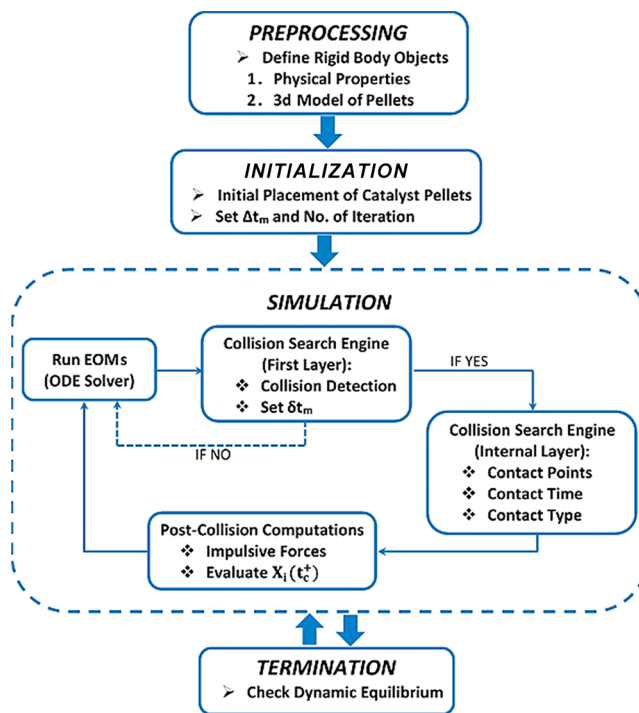 PREPROCESSING
➢ Define Rigid Body Objects
1. Physical Properties
2. 3d Model of Pellets
INITIALIZATION
➢ Initial Placement of Catalyst Pellets
➢ Set Δtₘ and No. of Iteration
SIMULATION
Run EOMs
(ODE Solver)
Collision Search Engine
(First Layer):
❖ Collision Detection
❖ Set δtₘ
IF YES
IF NO
Collision Search Engine
(Internal Layer):
❖ Contact Points
❖ Contact Time
❖ Contact Type
Post-Collision Computations
❖ Impulsive Forces
❖ Evaluate Xᵢ(t_c⁺)
TERMINATION
➢ Check Dynamic Equilibrium